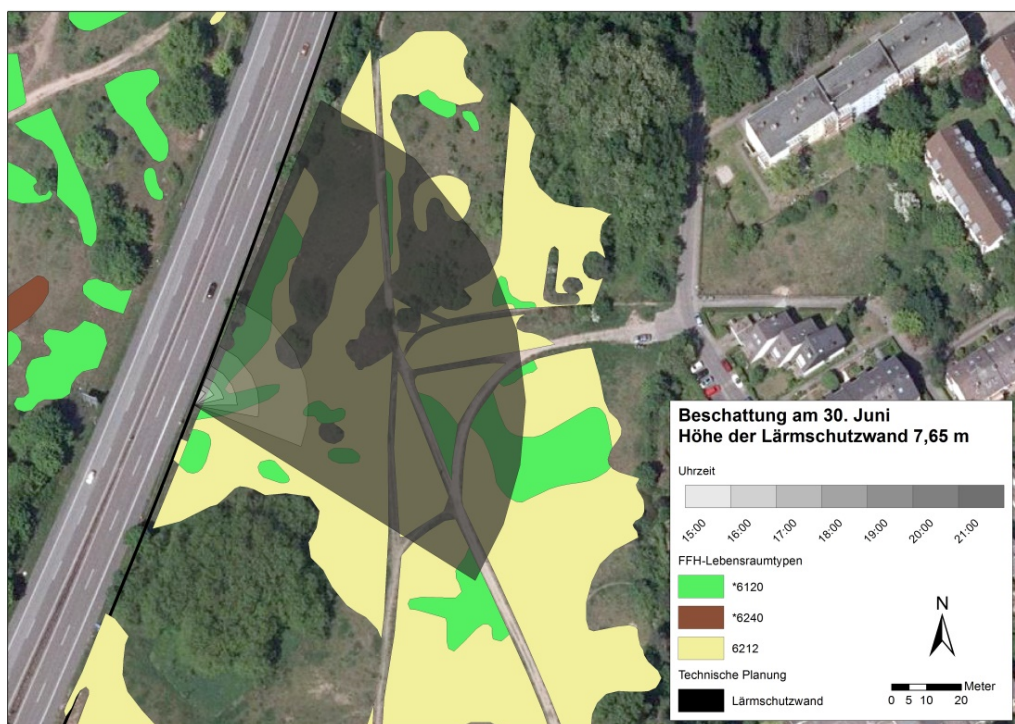 Beschattung am 30. Juni
Höhe der Lärmschutzwand 7,65 m
Uhrzeit
15:00 16:00 17:00 18:00 19:00 20:00 21:00
FFH-Lebensraumtypen
*6120
*6240
6212
Technische Planung
Lärmschutzwand
N
Meter
0 5 10 20